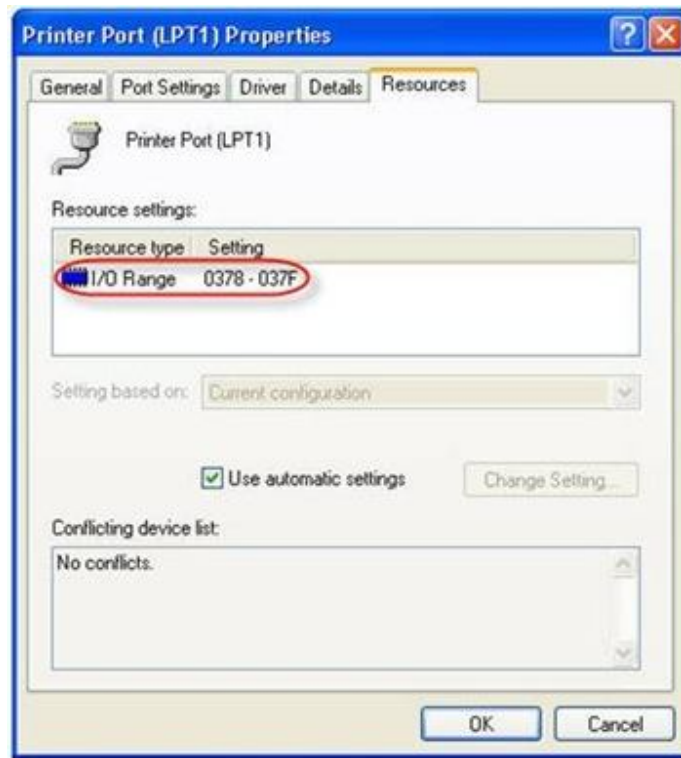 Printer Port (LPT1) Properties
General Port Settings Driver Details Resources
Printer Port (LPT1)
Resource settings:
Resource type Setting
I/O Range 0378 - 037F
Setting based on: Current configuration
Use automatic settings Change Setting...
Conflicting device list:
No conflicts.
OK Cancel